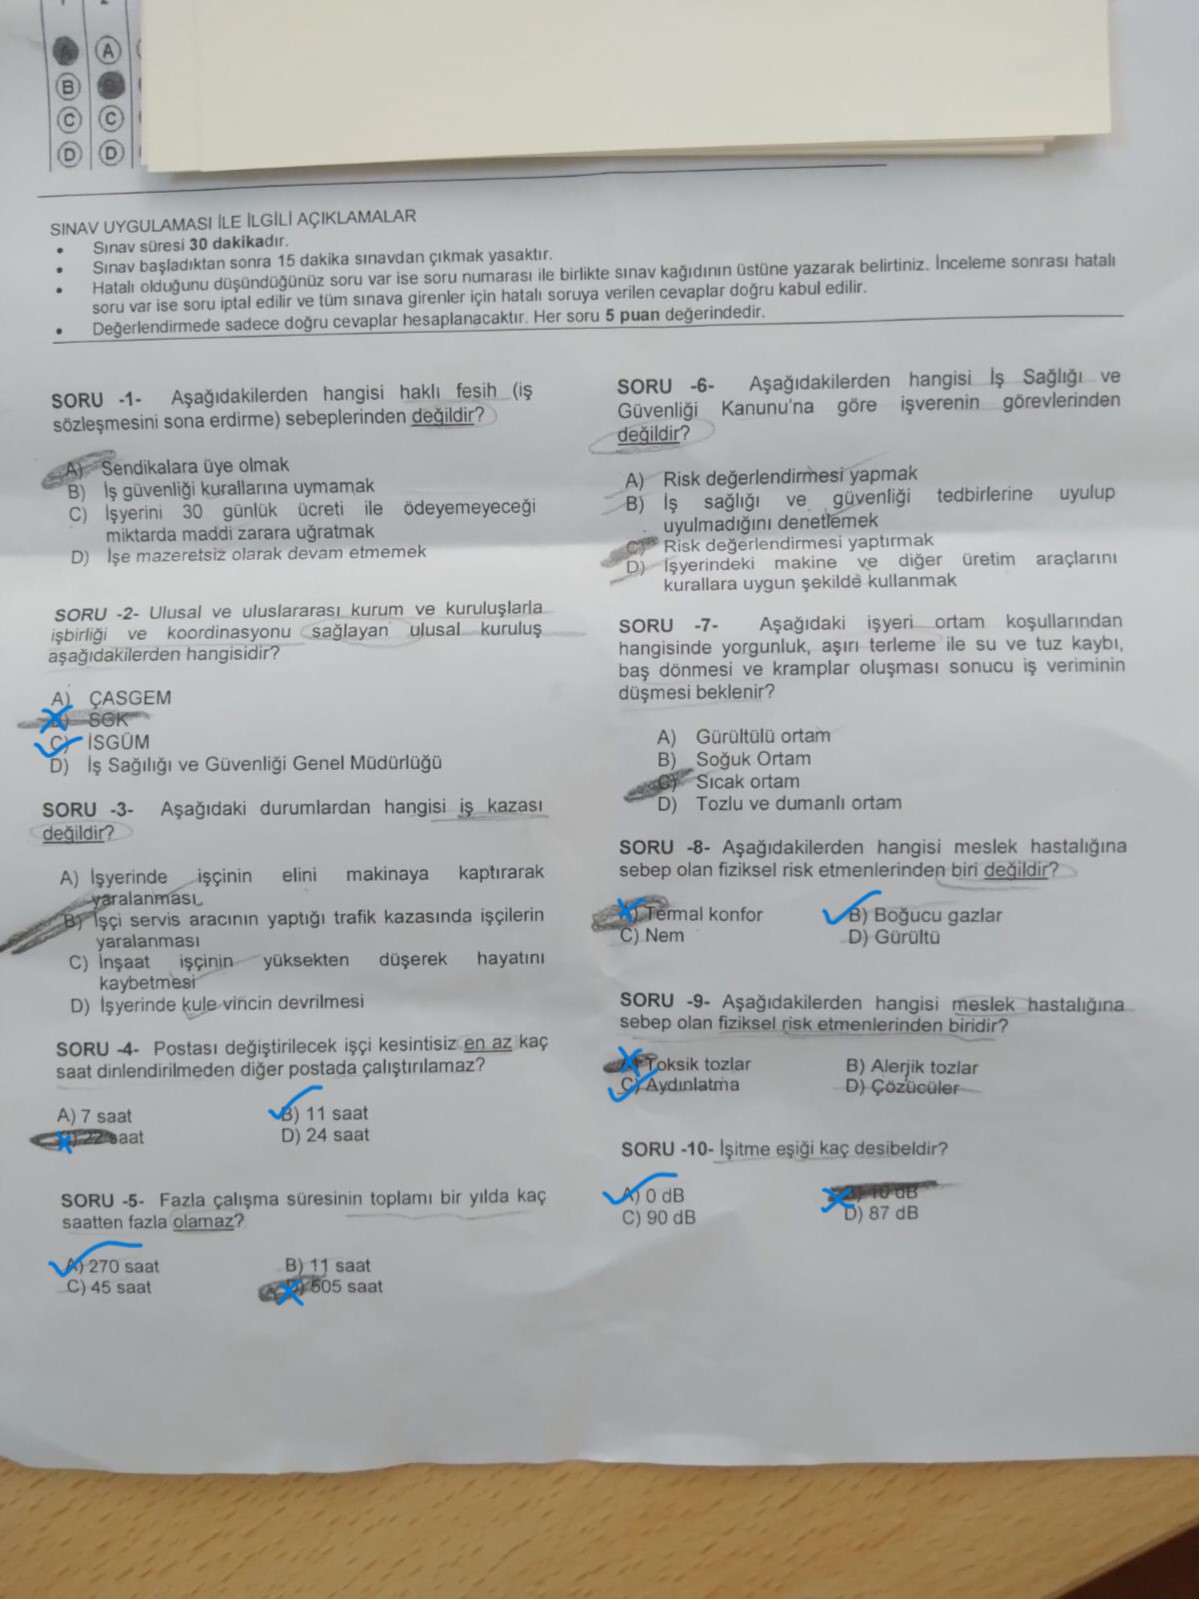 A A
B
C C
D D
SINAV UYGULAMASI İLE İLGİLİ AÇIKLAMALAR
• Sınav süresi 30 dakikadır.
• Sınav başladıktan sonra 15 dakika sınavdan çıkmak yasaktır.
• Hatalı olduğunu düşündüğünüz soru var ise soru numarası ile birlikte sınav kağıdının üstüne yazarak belirtiniz. İnceleme sonrası hatalı
soru var ise soru iptal edilir ve tüm sınava girenler için hatalı soruya verilen cevaplar doğru kabul edilir.
• Değerlendirmede sadece doğru cevaplar hesaplanacaktır. Her soru 5 puan değerindedir.
SORU -1- Aşağıdakilerden hangisi haklı fesih (iş
sözleşmesini sona erdirme) sebeplerinden değildir?
A) Sendikalara üye olmak
B) İş güvenliği kurallarına uymamak
C) İşyerini 30 günlük ücreti ile ödeyemeyeceği
miktarda maddi zarara uğratmak
D) İşe mazeretsiz olarak devam etmemek
SORU -2- Ulusal ve uluslararası kurum ve kuruluşlarla
işbirliği ve koordinasyonu sağlayan ulusal kuruluş
aşağıdakilerden hangisidir?
A) ÇASGEM
SGK
C) İSGÜM
D) İş Sağılığı ve Güvenliği Genel Müdürlüğü
SORU -3- Aşağıdaki durumlardan hangisi iş kazası
değildir?
A) İşyerinde işçinin elini makinaya kaptırarak
yaralanması
B) İşçi servis aracının yaptığı trafik kazasında işçilerin
yaralanması
C) İnşaat işçinin yüksekten düşerek hayatını
kaybetmesi
D) İşyerinde kule vincin devrilmesi
SORU -4- Postası değiştirilecek işçi kesintisiz en az kaç
saat dinlendirilmeden diğer postada çalıştırılamaz?
A) 7 saat B) 11 saat
22 saat D) 24 saat
SORU -5- Fazla çalışma süresinin toplamı bir yılda kaç
saatten fazla olamaz?
A) 270 saat B) 11 saat
C) 45 saat D) 505 saat
SORU -6- Aşağıdakilerden hangisi İş Sağlığı ve
Güvenliği Kanunu'na göre işverenin görevlerinden
değildir?
A) Risk değerlendirmesi yapmak
B) İş sağlığı ve güvenliği tedbirlerine uyulup
uyulmadığını denetlemek
C) Risk değerlendirmesi yaptırmak
D) İşyerindeki makine ve diğer üretim araçlarını
kurallara uygun şekilde kullanmak
SORU -7- Aşağıdaki işyeri ortam koşullarından
hangisinde yorgunluk, aşırı terleme ile su ve tuz kaybı,
baş dönmesi ve kramplar oluşması sonucu iş veriminin
düşmesi beklenir?
A) Gürültülü ortam
B) Soğuk Ortam
C) Sıcak ortam
D) Tozlu ve dumanlı ortam
SORU -8- Aşağıdakilerden hangisi meslek hastalığına
sebep olan fiziksel risk etmenlerinden biri değildir?
A) Termal konfor B) Boğucu gazlar
C) Nem D) Gürültü
SORU -9- Aşağıdakilerden hangisi meslek hastalığına
sebep olan fiziksel risk etmenlerinden biridir?
Toksik tozlar B) Alerjik tozlar
C) Aydınlatma D) Çözücüler
SORU -10- İşitme eşiği kaç desibeldir?
A) 0 dB 10 dB
C) 90 dB D) 87 dB